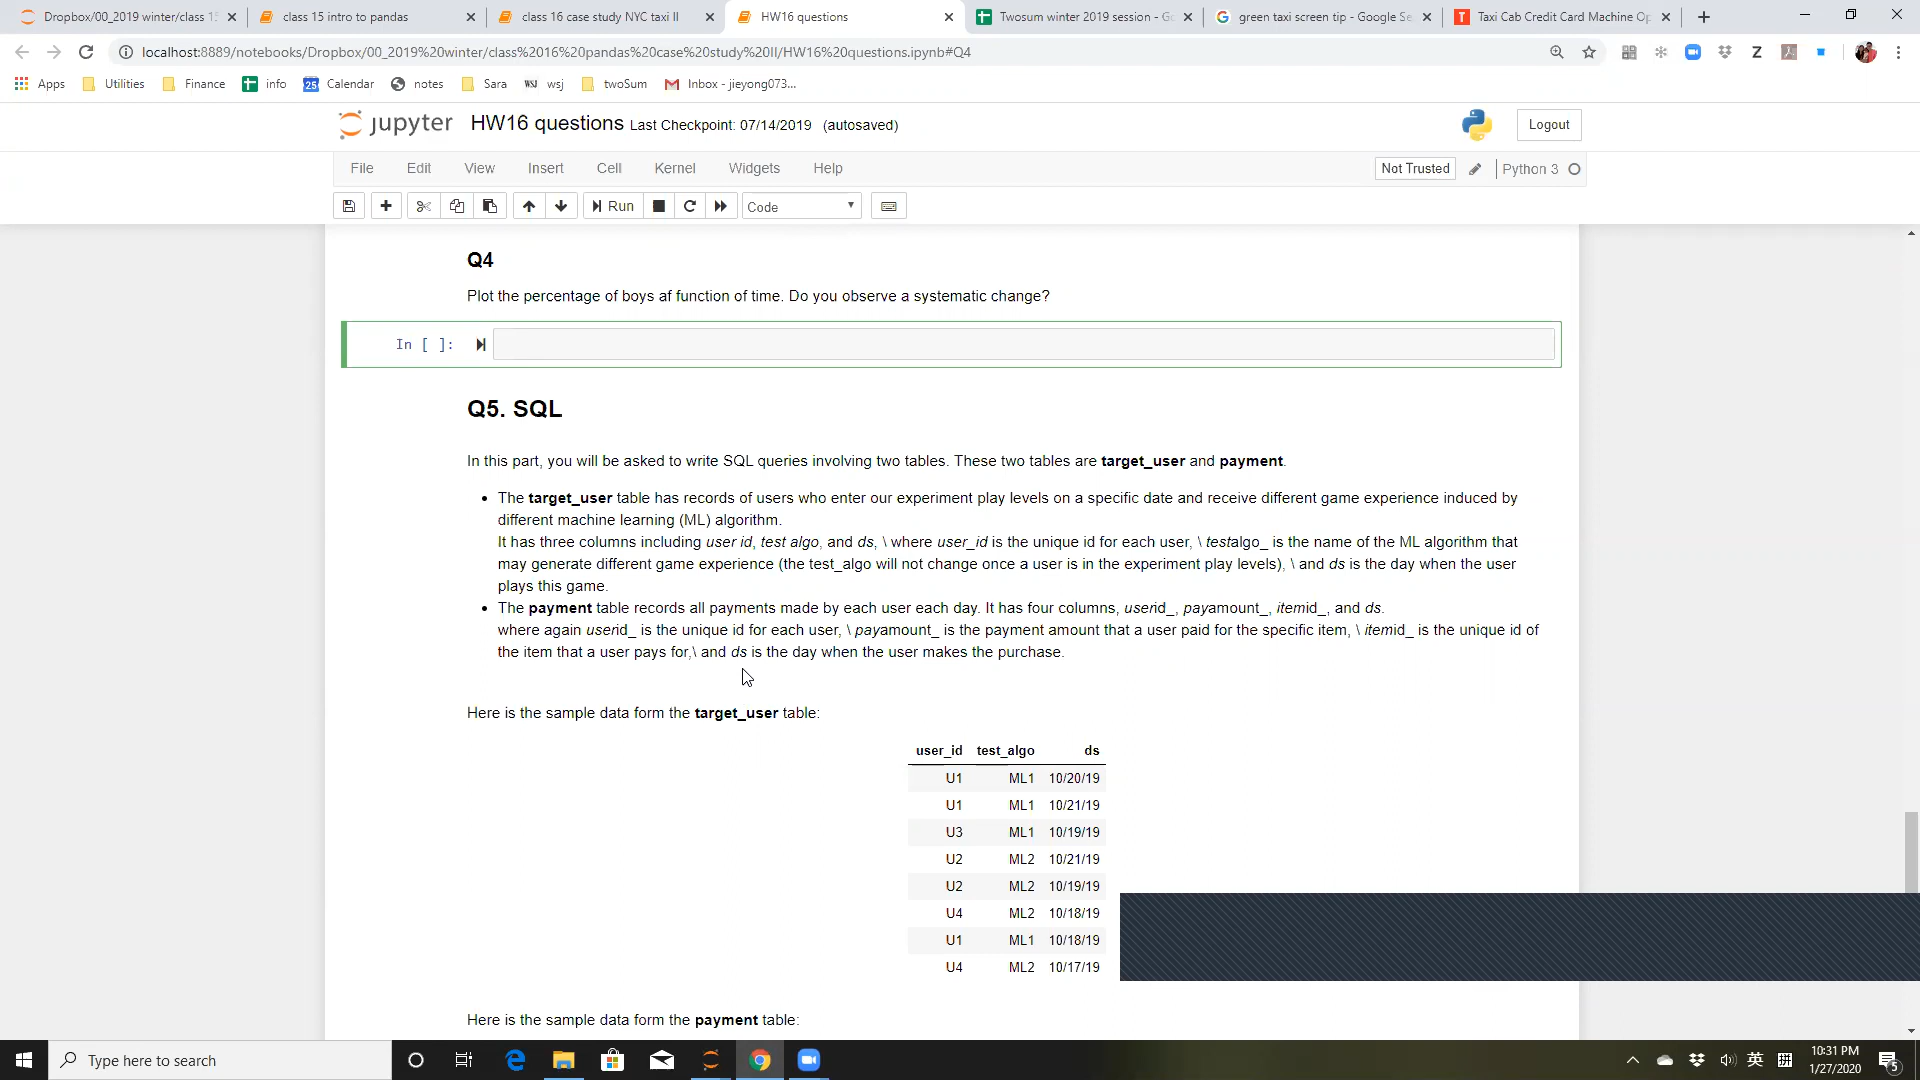 Dropbox/00_2019 winter/class 15
class 15 intro to pandas
class 16 case study NYC taxi II
HW16 questions
Twosum winter 2019 session - Go
green taxi screen tip - Google Se
Taxi Cab Credit Card Machine Op
localhost:8889/notebooks/Dropbox/00_2019%20winter/class%2016%20pandas%20case%20study%20II/HW16%20questions.ipynb#Q4
Apps Utilities Finance info Calendar notes Sara wsj twoSum Inbox - jieyong073...
jupyter HW16 questions Last Checkpoint: 07/14/2019 (autosaved) Logout
File Edit View Insert Cell Kernel Widgets Help Not Trusted Python 3
Run Code
Q4
Plot the percentage of boys af function of time. Do you observe a systematic change?
In [ ]:
Q5. SQL
In this part, you will be asked to write SQL queries involving two tables. These two tables are target_user and payment.
The target_user table has records of users who enter our experiment play levels on a specific date and receive different game experience induced by
different machine learning (ML) algorithm.
It has three columns including user id, test algo, and ds, \ where user_id is the unique id for each user, \ testalgo_ is the name of the ML algorithm that
may generate different game experience (the test_algo will not change once a user is in the experiment play levels), \ and ds is the day when the user
plays this game.
The payment table records all payments made by each user each day. It has four columns, userid_, payamount_, itemid_, and ds.
where again userid_ is the unique id for each user, \ payamount_ is the payment amount that a user paid for the specific item, \ itemid_ is the unique id of
the item that a user pays for,\ and ds is the day when the user makes the purchase.
Here is the sample data form the target_user table:
user_id test_algo ds
U1 ML1 10/20/19
U1 ML1 10/21/19
U3 ML1 10/19/19
U2 ML2 10/21/19
U2 ML2 10/19/19
U4 ML2 10/18/19
U1 ML1 10/18/19
U4 ML2 10/17/19
Here is the sample data form the payment table:
Type here to search
英
拼
10:31 PM
1/27/2020
5